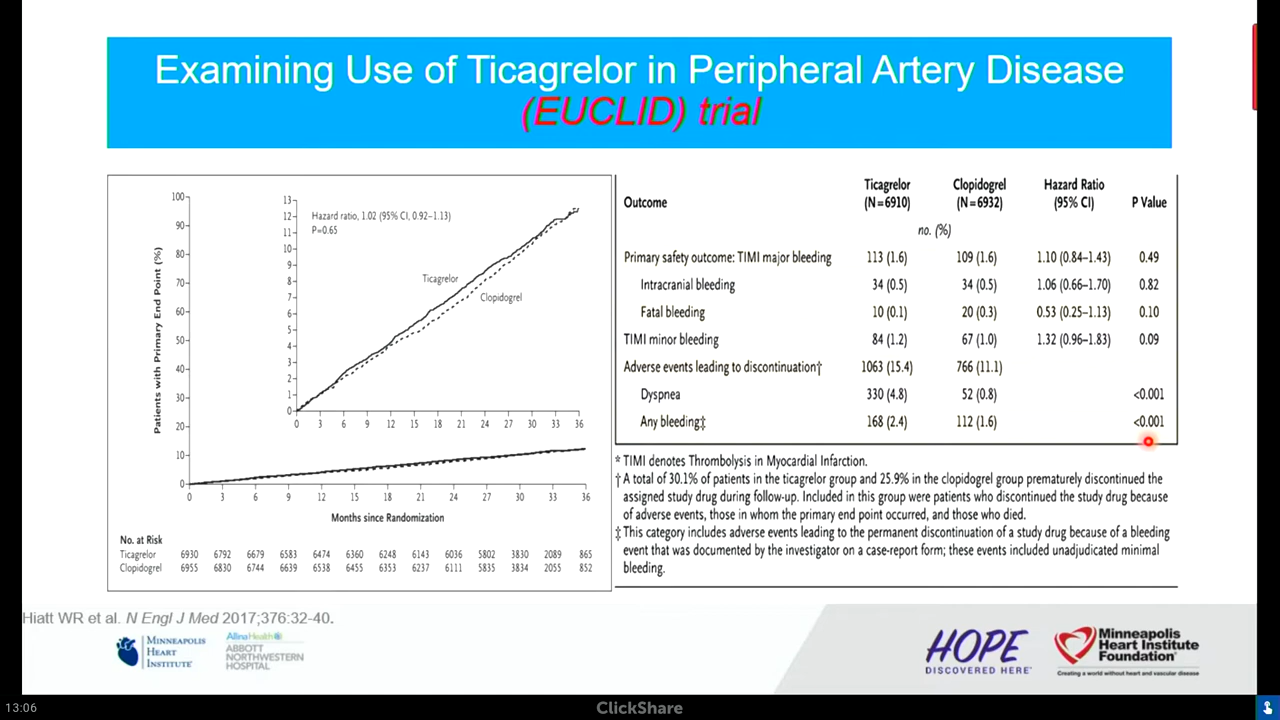 Examining Use of Ticagrelor in Peripheral Artery Disease
(EUCLID) trial
Patients with Primary End Point (%)
100
90
80
70
60
50
40
30
20
10
0
13
12
11
10
9
8
7
6
5
4
3
2
1
0
Hazard ratio, 1.02 (95% CI, 0.92–1.13)
P=0.65
Ticagrelor
Clopidogrel
0 3 6 9 12 15 18 21 24 27 30 33 36
0 3 6 9 12 15 18 21 24 27 30 33 36
Months since Randomization
No. at Risk
Ticagrelor 6930 6792 6679 6583 6474 6360 6248 6143 6036 5802 3830 2089 865
Clopidogrel 6955 6830 6744 6639 6538 6455 6353 6237 6111 5835 3834 2055 852
Outcome Ticagrelor (N=6910) Clopidogrel (N=6932) Hazard Ratio (95% CI) P Value
no. (%)
Primary safety outcome: TIMI major bleeding 113 (1.6) 109 (1.6) 1.10 (0.84–1.43) 0.49
Intracranial bleeding 34 (0.5) 34 (0.5) 1.06 (0.66–1.70) 0.82
Fatal bleeding 10 (0.1) 20 (0.3) 0.53 (0.25–1.13) 0.10
TIMI minor bleeding 84 (1.2) 67 (1.0) 1.32 (0.96–1.83) 0.09
Adverse events leading to discontinuation† 1063 (15.4) 766 (11.1)
Dyspnea 330 (4.8) 52 (0.8) <0.001
Any bleeding‡ 168 (2.4) 112 (1.6) <0.001
* TIMI denotes Thrombolysis in Myocardial Infarction.
† A total of 30.1% of patients in the ticagrelor group and 25.9% in the clopidogrel group prematurely discontinued the
assigned study drug during follow-up. Included in this group were patients who discontinued the study drug because
of adverse events, those in whom the primary end point occurred, and those who died.
‡ This category includes adverse events leading to the permanent discontinuation of a study drug because of a bleeding
event that was documented by the investigator on a case-report form; these events included unadjudicated minimal
bleeding.
Hiatt WR et al. N Engl J Med 2017;376:32-40.
MINNEAPOLIS
HEART
INSTITUTE®
Allina Health
ABBOTT
NORTHWESTERN
HOSPITAL
HOPE
DISCOVERED HERE™
Minneapolis
Heart Institute
Foundation®
Creating a world without heart and vascular disease
13:06
ClickShare